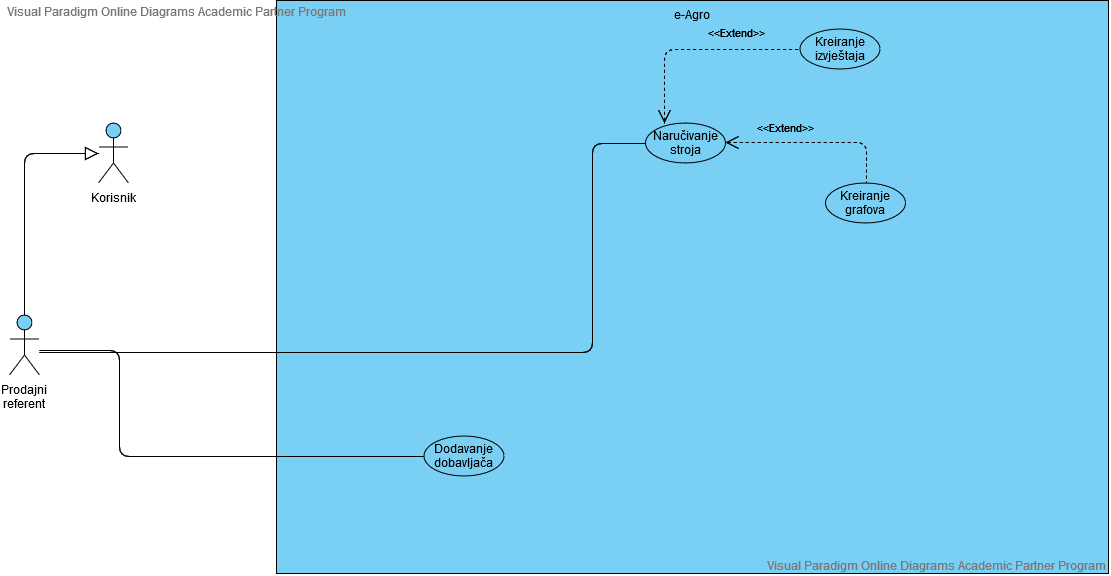 Visual Paradigm Online Diagrams Academic Partner Program
e-Agro
<<Extend>>
Kreiranje
izvještaja
Naručivanje
stroja
<<Extend>>
Kreiranje
grafova
Korisnik
Prodajni
referent
Dodavanje
dobavljača
Visual Paradigm Online Diagrams Academic Partner Program